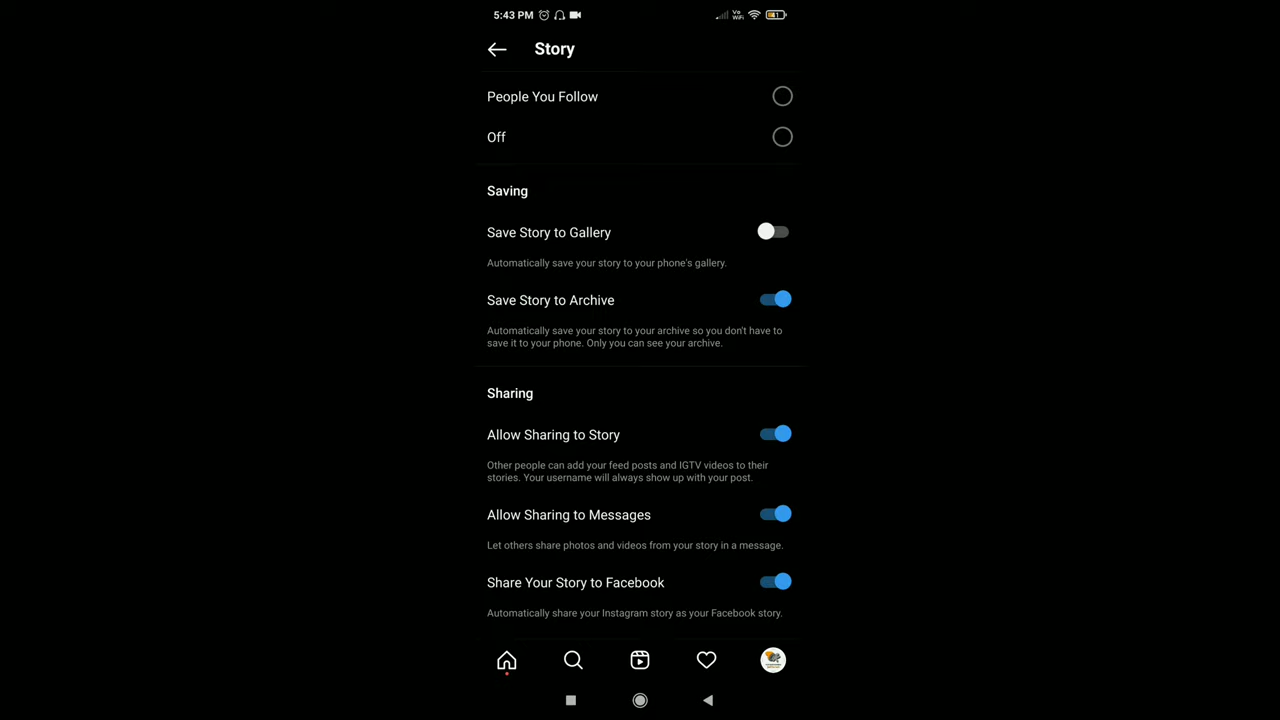 5:43 PM
Vo
WiFi
41
Story
People You Follow
Off
Saving
Save Story to Gallery
Automatically save your story to your phone's gallery.
Save Story to Archive
Automatically save your story to your archive so you don't have to
save it to your phone. Only you can see your archive.
Sharing
Allow Sharing to Story
Other people can add your feed posts and IGTV videos to their
stories. Your username will always show up with your post.
Allow Sharing to Messages
Let others share photos and videos from your story in a message.
Share Your Story to Facebook
Automatically share your Instagram story as your Facebook story.